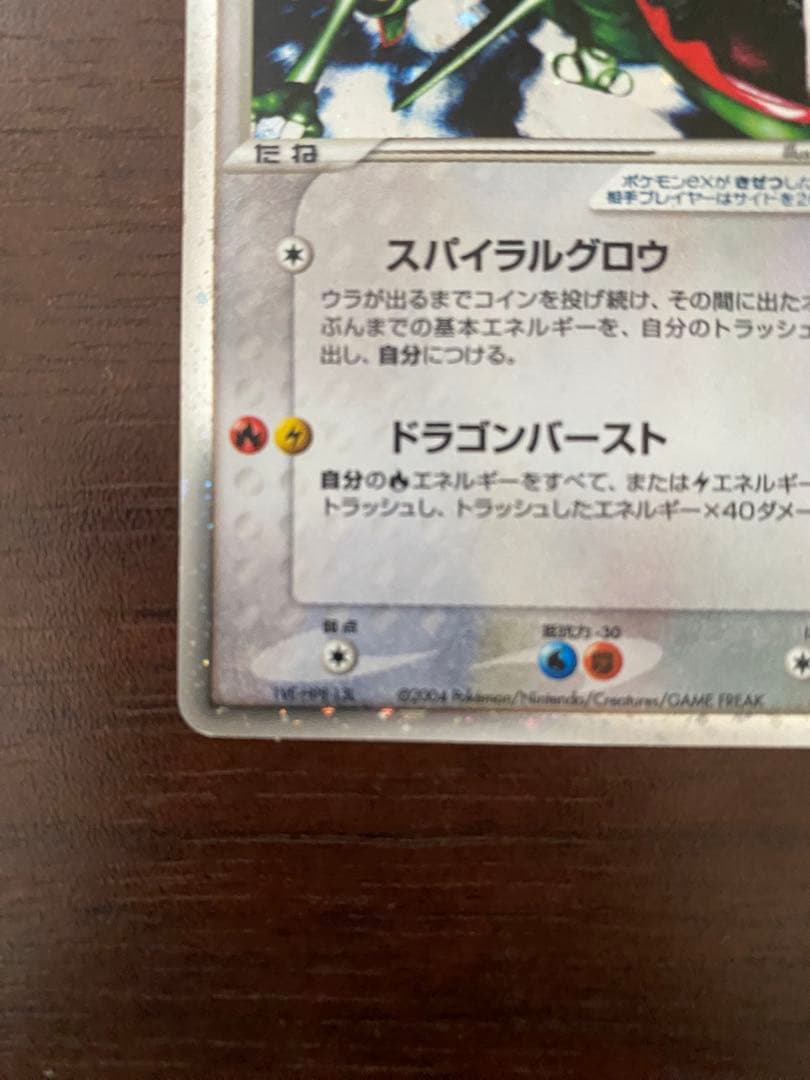 たね
ポケモンexが きぜつした
相手プレイヤーはサイドを2
スパイラルグロウ
ウラが出るまでコインを投げ続け、その間に出たオ
ぶんまでの基本エネルギーを、自分のトラッシュ
出し、自分につける。
ドラゴンバースト
自分の エネルギーをすべて、または エネルギー
トラッシュし、トラッシュしたエネルギー×40ダメー
弱点
抵抗力 -30
©2004 Pokémon/Nintendo/Creatures/GAME FREAK